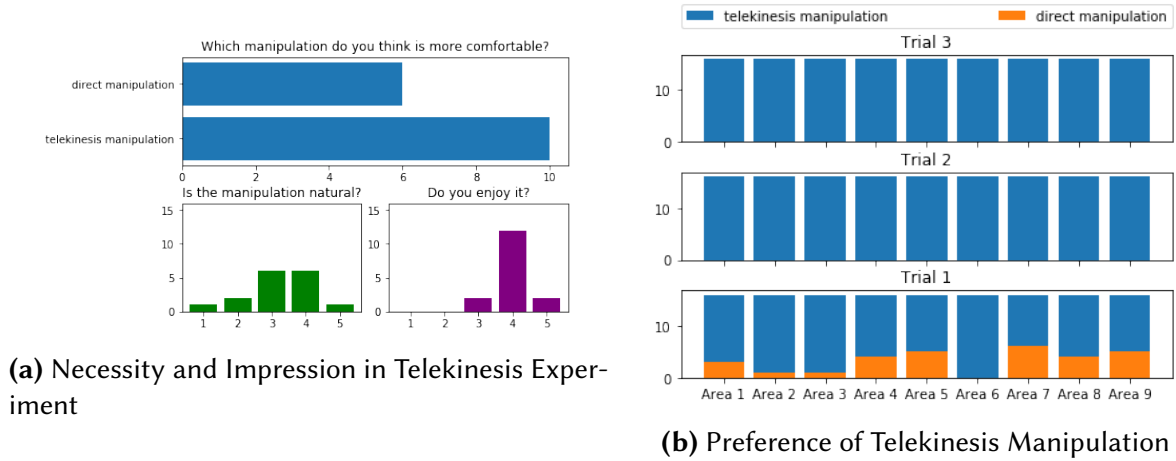 Which manipulation do you think is more comfortable?
direct manipulation
telekinesis manipulation
0 2 4 6 8 10
Is the manipulation natural?
15
10
5
0
1 2 3 4 5
Do you enjoy it?
15
10
5
0
1 2 3 4 5
(a) Necessity and Impression in Telekinesis Exper-
iment
telekinesis manipulation direct manipulation
Trial 3
10
0
Trial 2
10
0
Trial 1
10
0
Area 1 Area 2 Area 3 Area 4 Area 5 Area 6 Area 7 Area 8 Area 9
(b) Preference of Telekinesis Manipulation